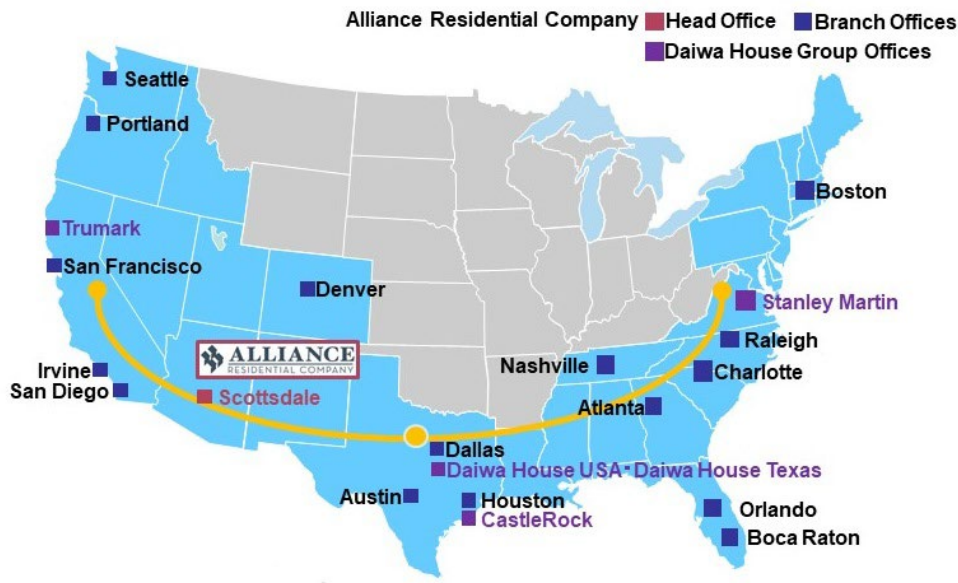 Alliance Residential Company Head Office Branch Offices
Daiwa House Group Offices
Seattle
Portland
Boston
Trumark
San Francisco
Denver
Stanley Martin
Raleigh
ALLIANCE
RESIDENTIAL COMPANY
Nashville
Charlotte
Irvine
San Diego
Scottsdale
Atlanta
Dallas
Daiwa House USA・Daiwa House Texas
Austin
Houston
CastleRock
Orlando
Boca Raton